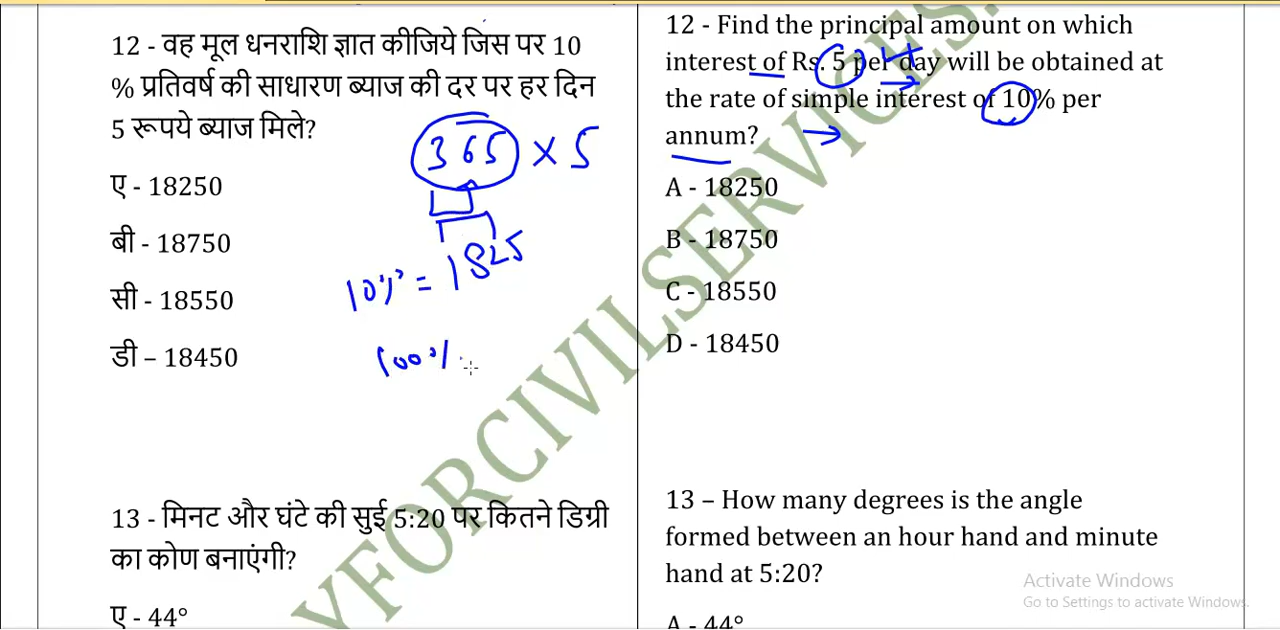 12 - वह मूल धनराशि ज्ञात कीजिये जिस पर 10
% प्रतिवर्ष की साधारण ब्याज की दर पर हर दिन
5 रूपये ब्याज मिले?
365 × 5
ए - 18250
बी - 18750
10% = 1825
सी - 18550
100%
डी – 18450
13 - मिनट और घंटे की सुई 5:20 पर कितने डिग्री
का कोण बनाएंगी?
ए - 44°
12 - Find the principal amount on which
interest of Rs. 5 per day will be obtained at
the rate of simple interest of 10% per
annum?
A - 18250
B - 18750
C - 18550
D - 18450
13 – How many degrees is the angle
formed between an hour hand and minute
hand at 5:20?
A - 44°
YFORCIVILSERVICES.
Activate Windows
Go to Settings to activate Windows.